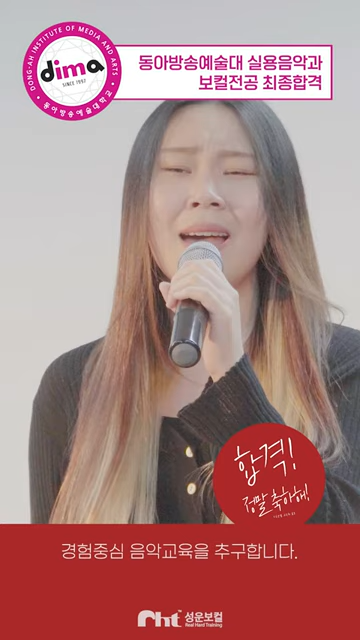 DONG-AH INSTITUTE OF MEDIA AND ARTS
dima
SINCE 1997
동아방송예술대학교
동아방송예술대 실용음악과
보컬전공 최종합격
합격!
정말 축하해!
경험중심 음악교육을 추구합니다.
rht 성운보컬
Real Hard Training